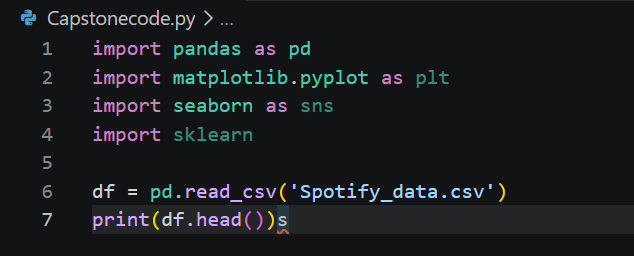 Capstonecode.py > ...
1 import pandas as pd
2 import matplotlib.pyplot as plt
3 import seaborn as sns
4 import sklearn
5
6 df = pd.read_csv('Spotify_data.csv')
7 print(df.head())s